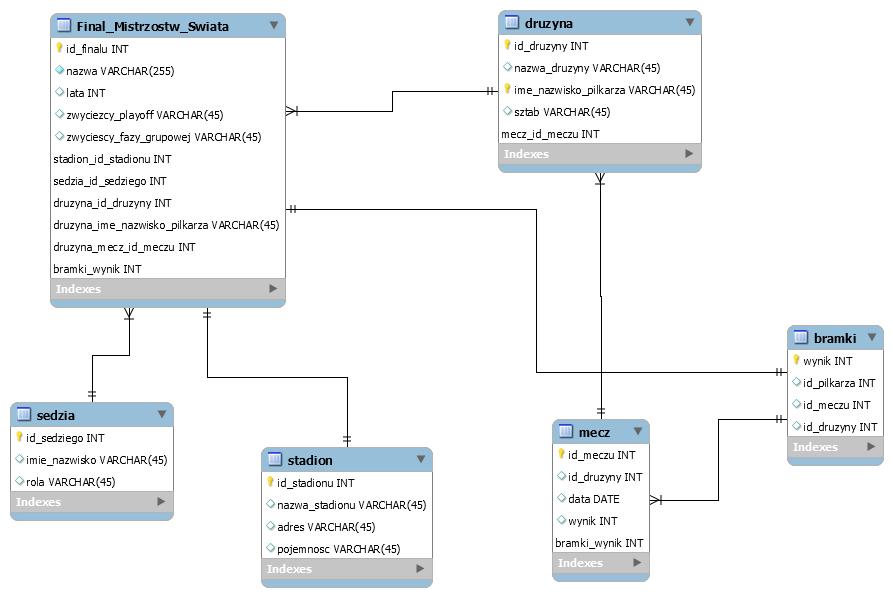 Final_Mistrzostw_Swiata
id_finalu INT
nazwa VARCHAR(255)
lata INT
zwyciezcy_playoff VARCHAR(45)
zwyciescy_fazy_grupowej VARCHAR(45)
stadion_id_stadionu INT
sedzia_id_sedziego INT
druzyna_id_druzyny INT
druzyna_ime_nazwisko_pilkarza VARCHAR(45)
druzyna_mecz_id_meczu INT
bramki_wynik INT
Indexes
druzyna
id_druzyny INT
nazwa_druzyny VARCHAR(45)
ime_nazwisko_pilkarza VARCHAR(45)
sztab VARCHAR(45)
mecz_id_meczu INT
Indexes
bramki
wynik INT
id_pilkarza INT
id_meczu INT
id_druzyny INT
Indexes
sedzia
id_sedziego INT
imie_nazwisko VARCHAR(45)
rola VARCHAR(45)
Indexes
stadion
id_stadionu INT
nazwa_stadionu VARCHAR(45)
adres VARCHAR(45)
pojemnosc VARCHAR(45)
Indexes
mecz
id_meczu INT
id_druzyny INT
data DATE
wynik INT
bramki_wynik INT
Indexes